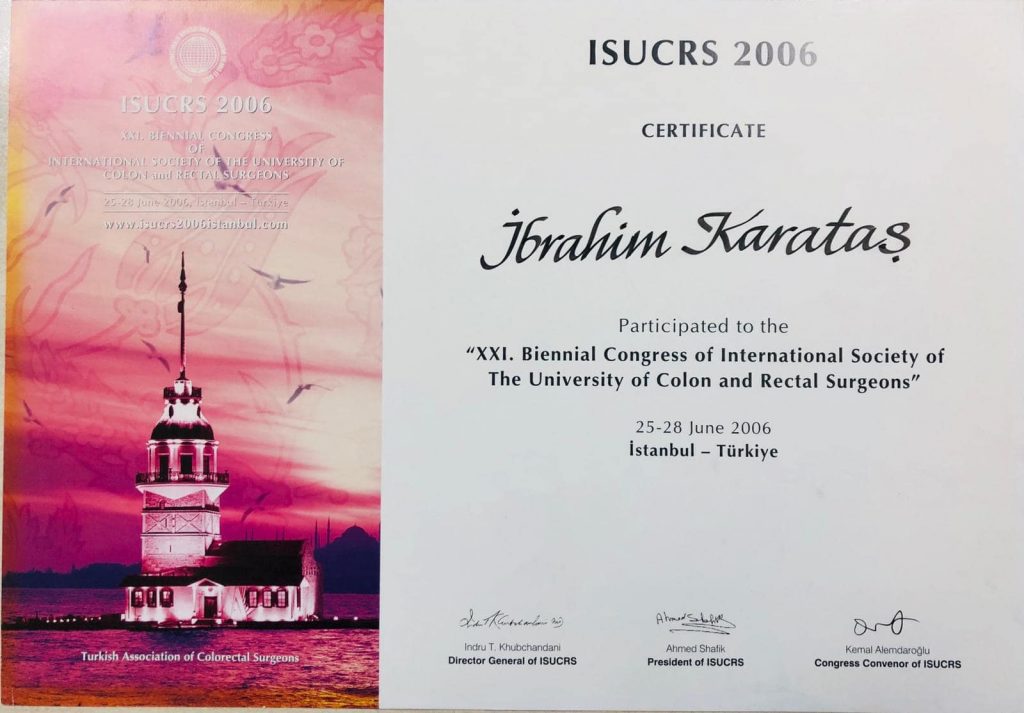 ISUCRS 2006
XXI. BIENNIAL CONGRESS
OF
INTERNATIONAL SOCIETY OF THE UNIVERSITY OF
COLON and RECTAL SURGEONS
25-28 June 2006, İstanbul – Türkiye
www.isucrs2006istanbul.com
Turkish Association of Colorectal Surgeons
ISUCRS 2006
CERTIFICATE
İbrahim Karataş
Participated to the
“XXI. Biennial Congress of International Society of
The University of Colon and Rectal Surgeons”
25-28 June 2006
İstanbul – Türkiye
Indru T. Khubchandani
Director General of ISUCRS
Ahmed Shafik
Ahmed Shafik
President of ISUCRS
Kemal Alemdaroğlu
Congress Convenor of ISUCRS